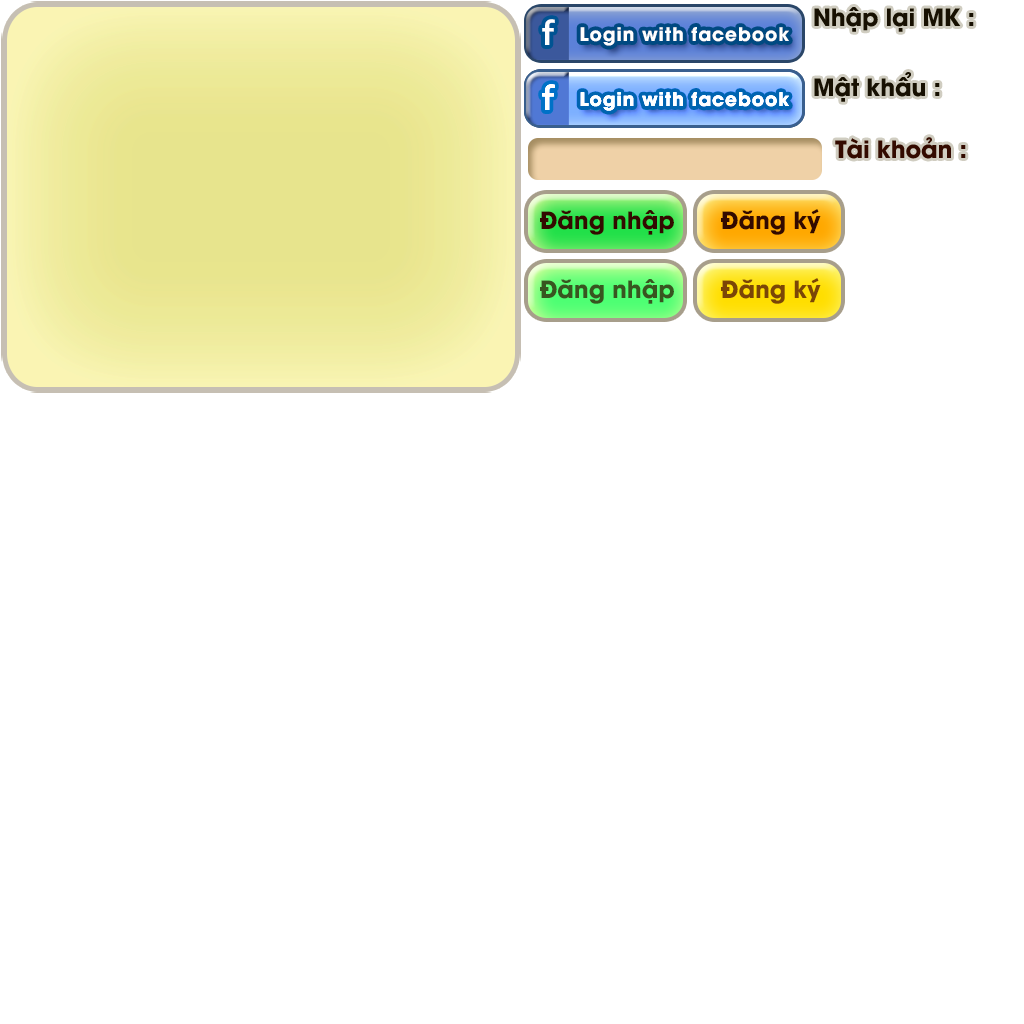 f Login with facebook
Nhập lại MK :
f Login with facebook
Mật khẩu :
Tài khoản :
Đăng nhập
Đăng ký
Đăng nhập
Đăng ký